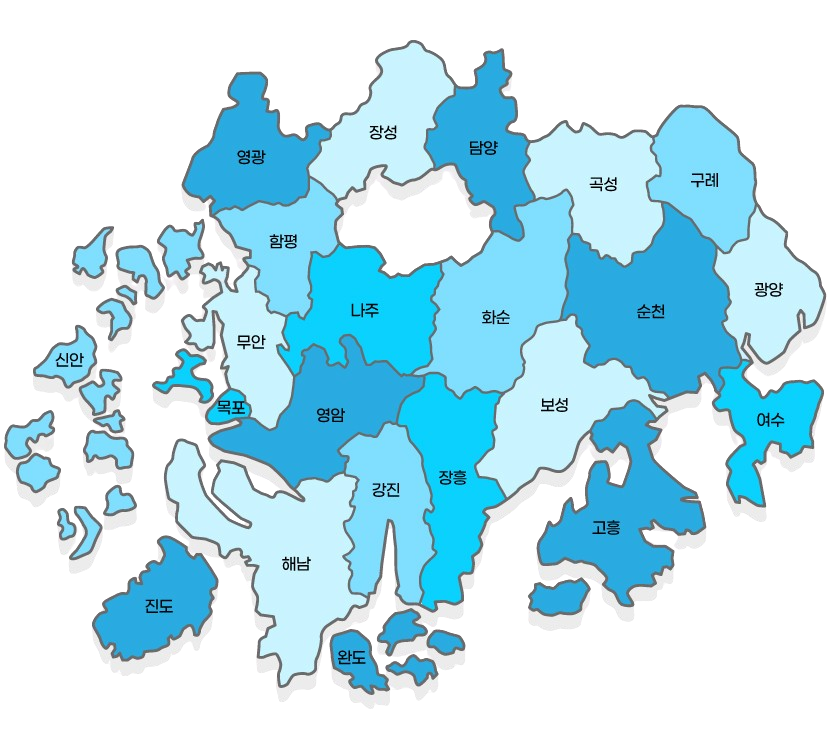 장성
담양
영광
곡성
구례
함평
광양
나주
순천
화순
무안
신안
목포
보성
영암
여수
장흥
강진
고흥
해남
진도
완도